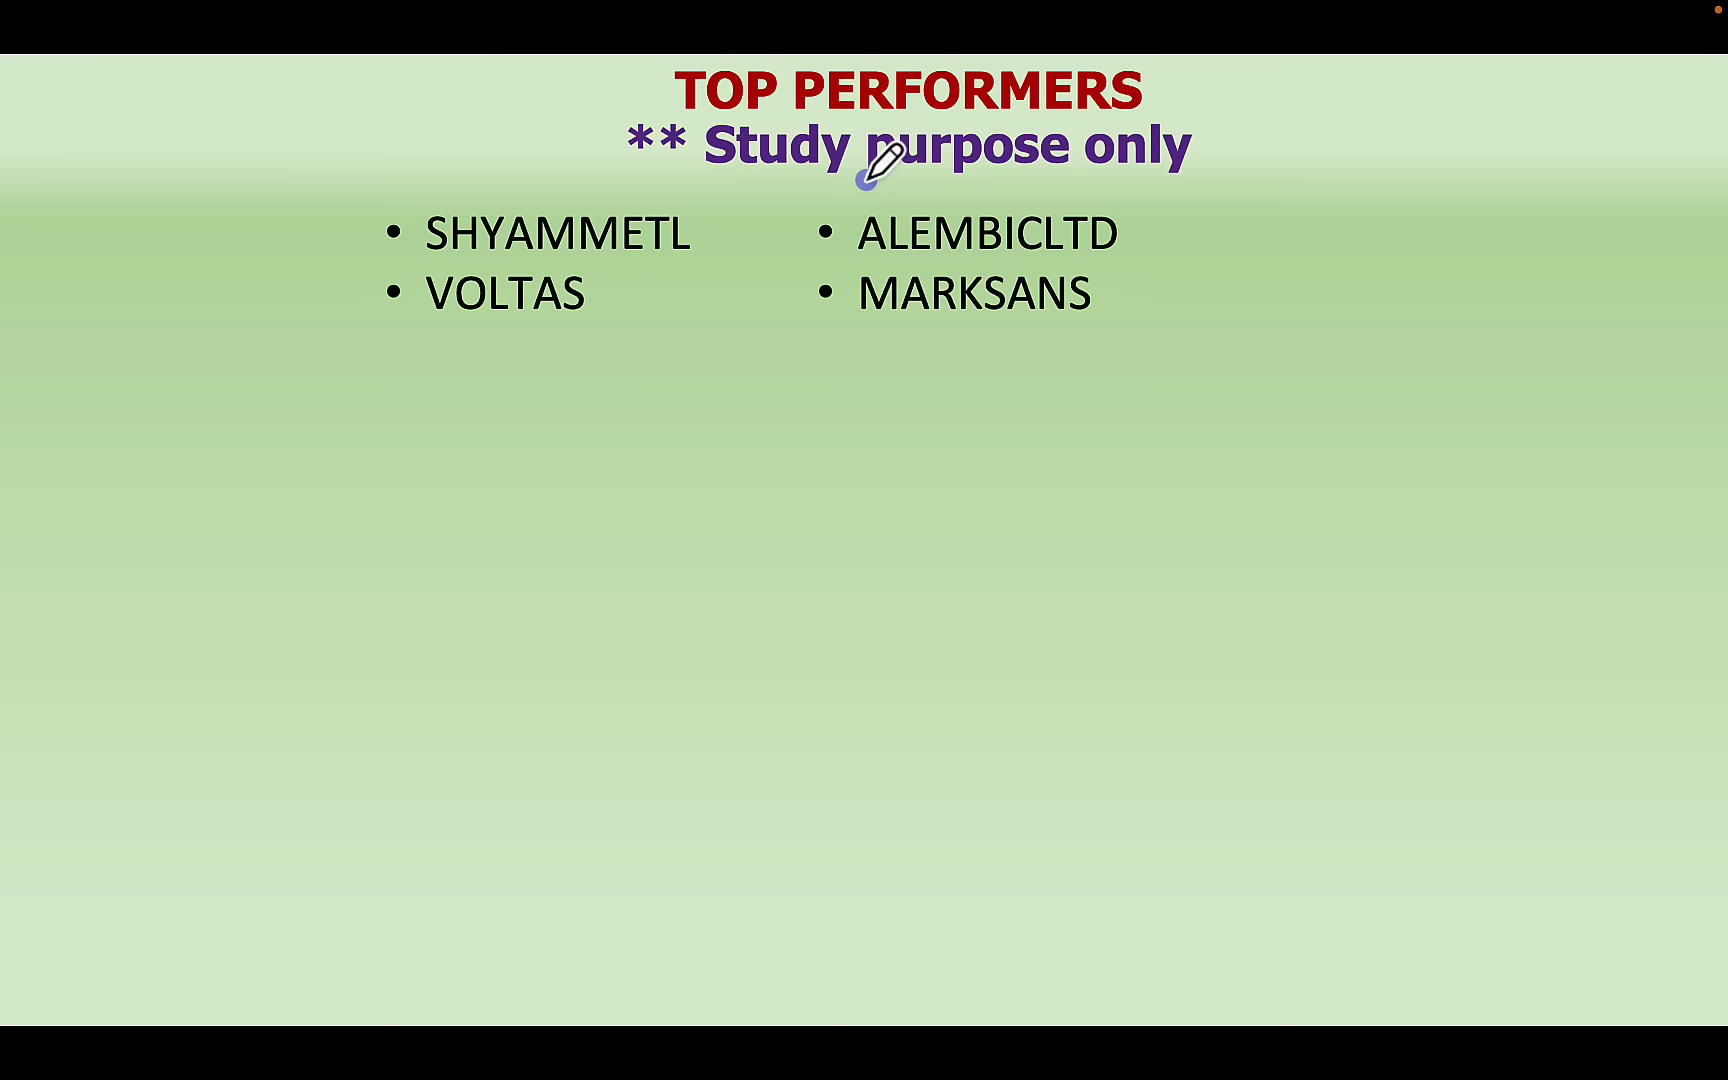 TOP PERFORMERS
** Study purpose only
• SHYAMMETL
• VOLTAS
• ALEMBICLTD
• MARKSANS